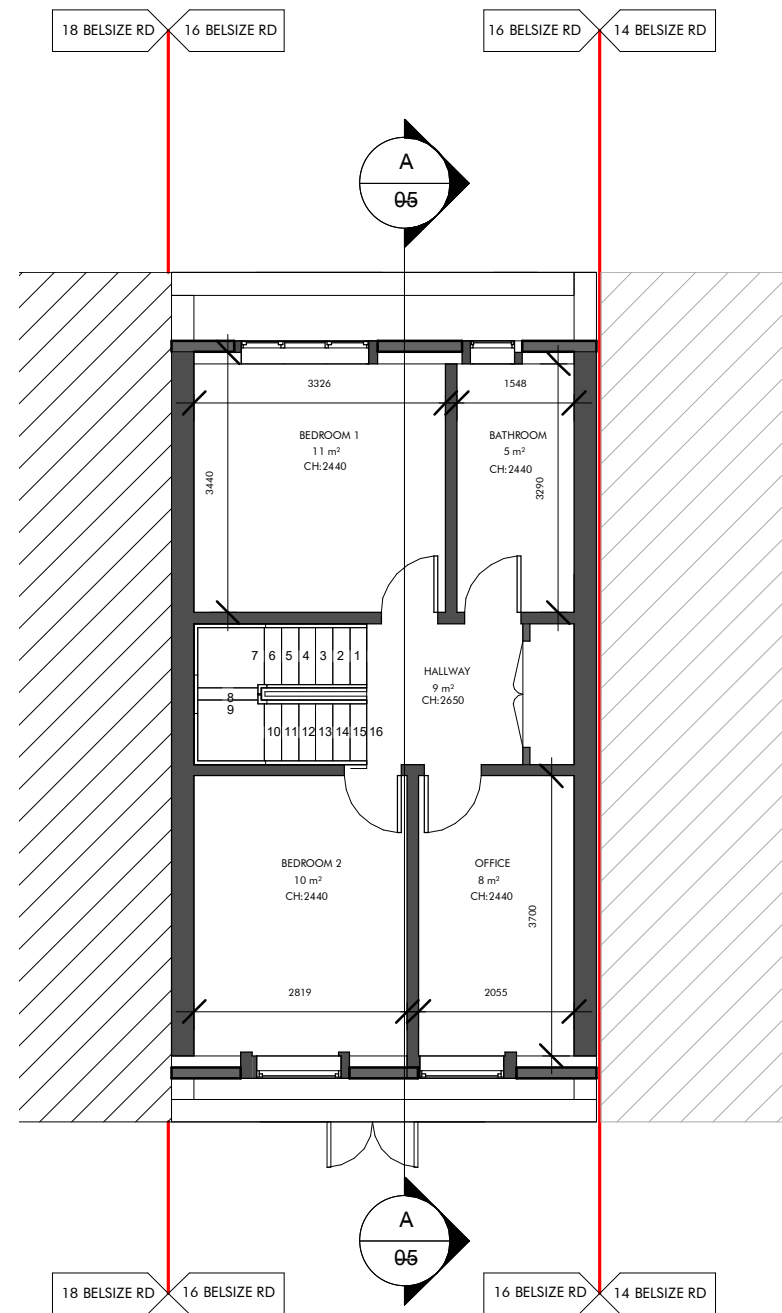 18 BELSIZE RD
16 BELSIZE RD
16 BELSIZE RD
14 BELSIZE RD
A
05
3326
1548
BEDROOM 1
11 m²
CH:2440
BATHROOM
5 m²
CH:2440
3440
3290
7 6 5 4 3 2 1
8
9
10 11 12 13 14 15 16
HALLWAY
9 m²
CH:2650
BEDROOM 2
10 m²
CH:2440
OFFICE
8 m²
CH:2440
3700
2819
2055
A
05
18 BELSIZE RD
16 BELSIZE RD
16 BELSIZE RD
14 BELSIZE RD